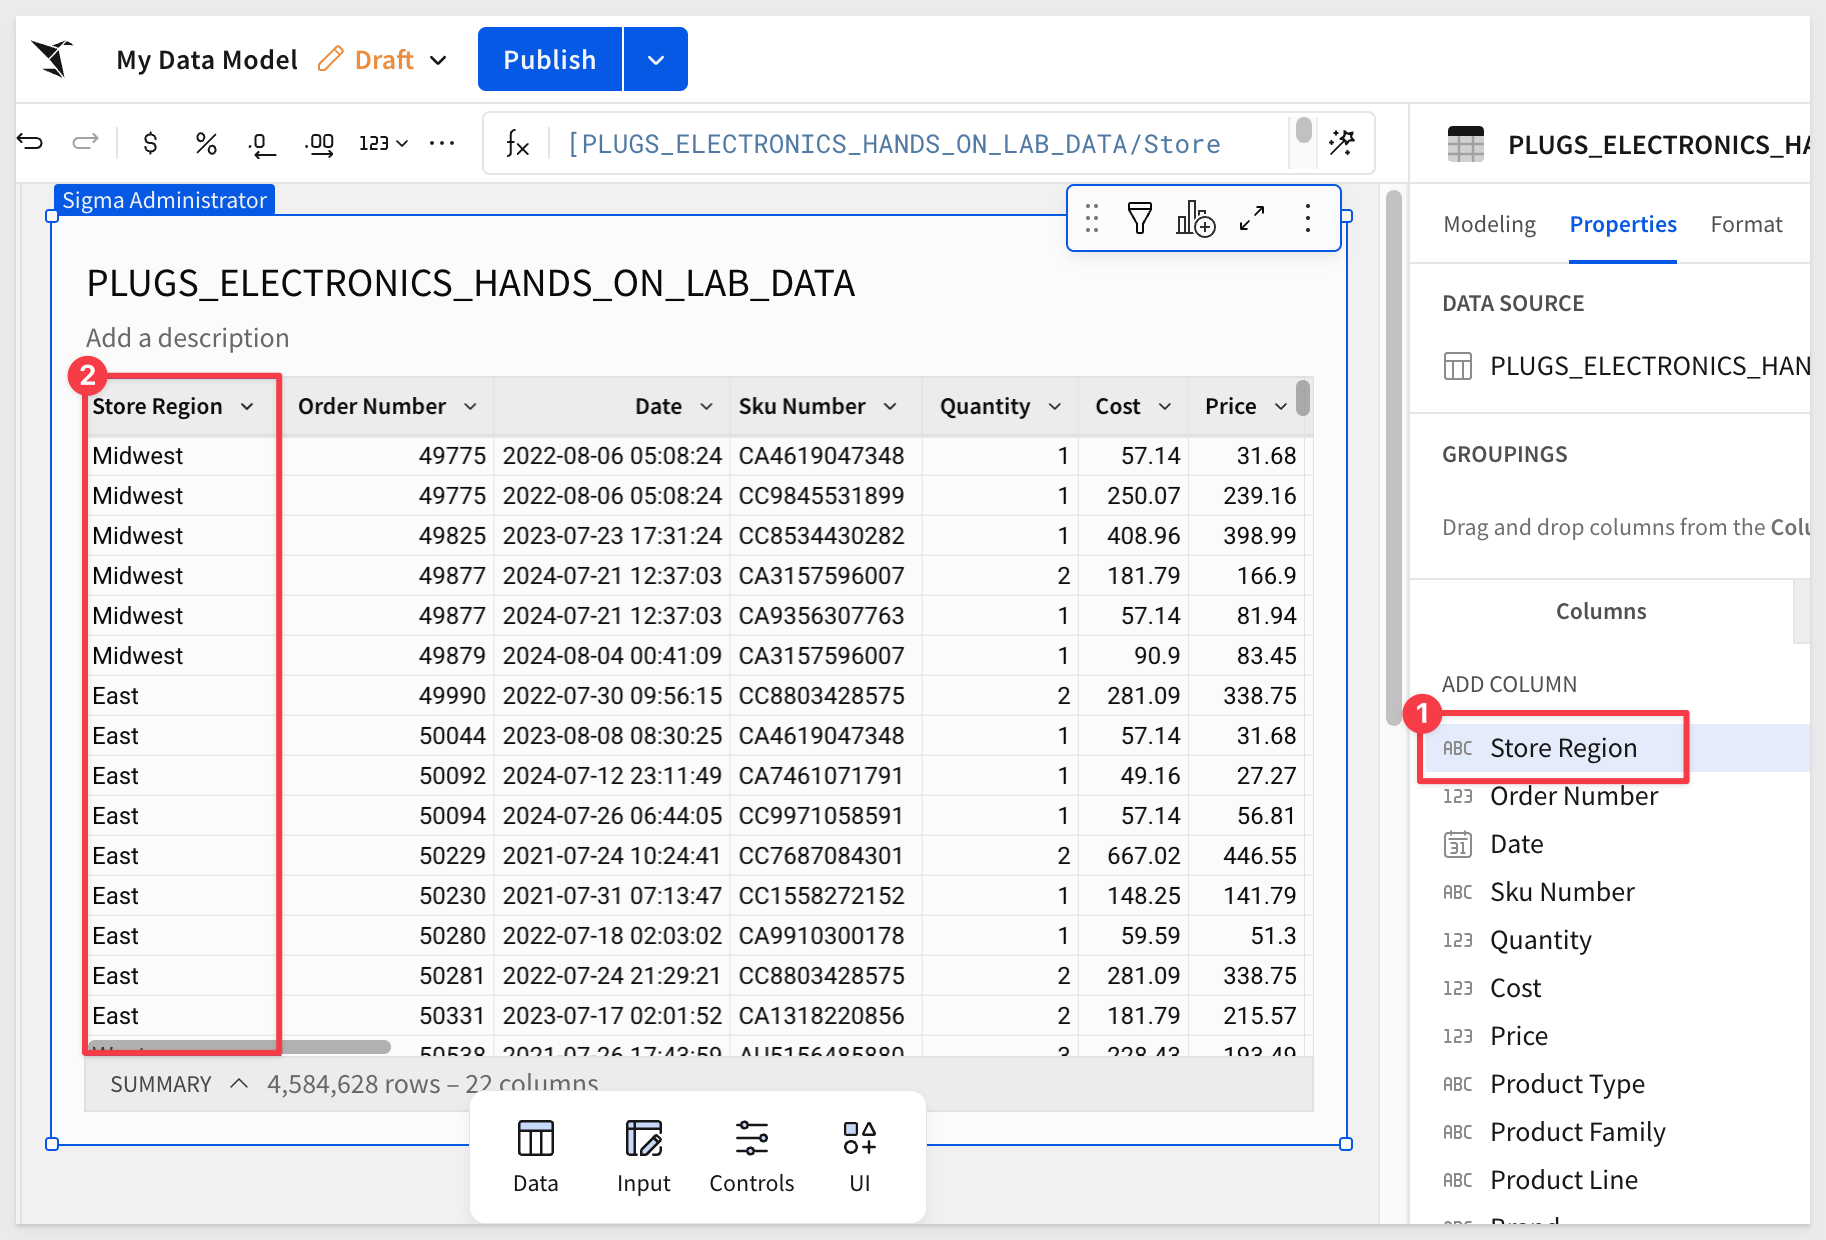 My Data Model Draft Publish
$ % .0 .00 123 fx [PLUGS_ELECTRONICS_HANDS_ON_LAB_DATA/Store
PLUGS_ELECTRONICS_HA
Sigma Administrator
Modeling Properties Format
PLUGS_ELECTRONICS_HANDS_ON_LAB_DATA
Add a description
2
Store Region Order Number Date Sku Number Quantity Cost Price
Midwest 49775 2022-08-06 05:08:24 CA4619047348 1 57.14 31.68
Midwest 49775 2022-08-06 05:08:24 CC9845531899 1 250.07 239.16
Midwest 49825 2023-07-23 17:31:24 CC8534430282 1 408.96 398.99
Midwest 49877 2024-07-21 12:37:03 CA3157596007 2 181.79 166.9
Midwest 49877 2024-07-21 12:37:03 CA9356307763 1 57.14 81.94
Midwest 49879 2024-08-04 00:41:09 CA3157596007 1 90.9 83.45
East 49990 2022-07-30 09:56:15 CC8803428575 2 281.09 338.75
East 50044 2023-08-08 08:30:25 CA4619047348 1 57.14 31.68
East 50092 2024-07-12 23:11:49 CA7461071791 1 49.16 27.27
East 50094 2024-07-26 06:44:05 CC9971058591 1 57.14 56.81
East 50229 2021-07-24 10:24:41 CC7687084301 2 667.02 446.55
East 50230 2021-07-31 07:13:47 CC1558272152 1 148.25 141.79
East 50280 2022-07-18 02:03:02 CA9910300178 1 59.59 51.3
East 50281 2022-07-24 21:29:21 CC8803428575 2 281.09 338.75
East 50331 2023-07-17 02:01:52 CA1318220856 2 181.79 215.57
50538 2021-07-26 17:43:59 AU5156485880 3 228.43 193.49
SUMMARY 4,584,628 rows – 22 columns
Data Input Controls UI
DATA SOURCE
PLUGS_ELECTRONICS_HAN
GROUPINGS
Drag and drop columns from the Colu
Columns
ADD COLUMN
1
ABC Store Region
123 Order Number
31 Date
ABC Sku Number
123 Quantity
123 Cost
123 Price
ABC Product Type
ABC Product Family
ABC Product Line
ABC Brand